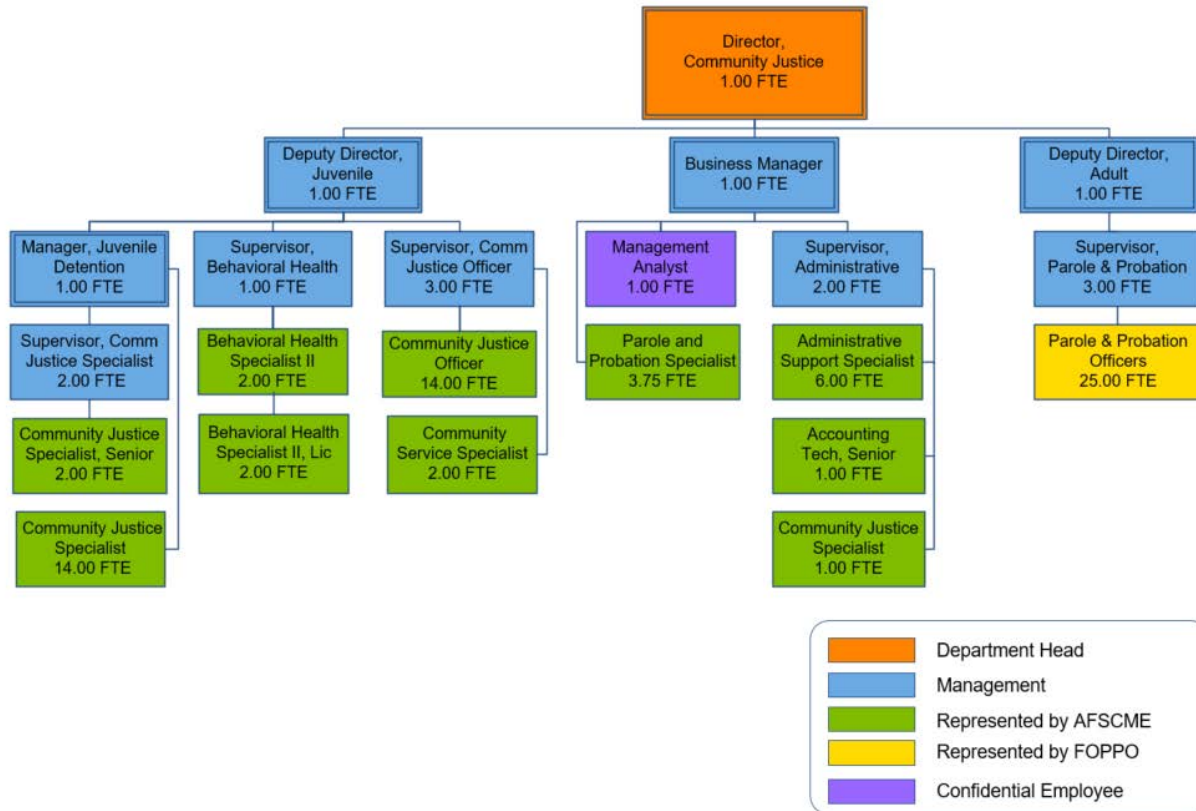 Director,
Community Justice
1.00 FTE
Deputy Director,
Juvenile
1.00 FTE
Business Manager
1.00 FTE
Deputy Director,
Adult
1.00 FTE
Manager, Juvenile
Detention
1.00 FTE
Supervisor,
Behavioral Health
1.00 FTE
Supervisor, Comm
Justice Officer
3.00 FTE
Management
Analyst
1.00 FTE
Supervisor,
Administrative
2.00 FTE
Supervisor,
Parole & Probation
3.00 FTE
Supervisor, Comm
Justice Specialist
2.00 FTE
Behavioral Health
Specialist II
2.00 FTE
Community Justice
Officer
14.00 FTE
Parole and
Probation Specialist
3.75 FTE
Administrative
Support Specialist
6.00 FTE
Parole & Probation
Officers
25.00 FTE
Community Justice
Specialist, Senior
2.00 FTE
Behavioral Health
Specialist II, Lic
2.00 FTE
Community
Service Specialist
2.00 FTE
Accounting
Tech, Senior
1.00 FTE
Community Justice
Specialist
14.00 FTE
Community Justice
Specialist
1.00 FTE
Department Head
Management
Represented by AFSCME
Represented by FOPPO
Confidential Employee